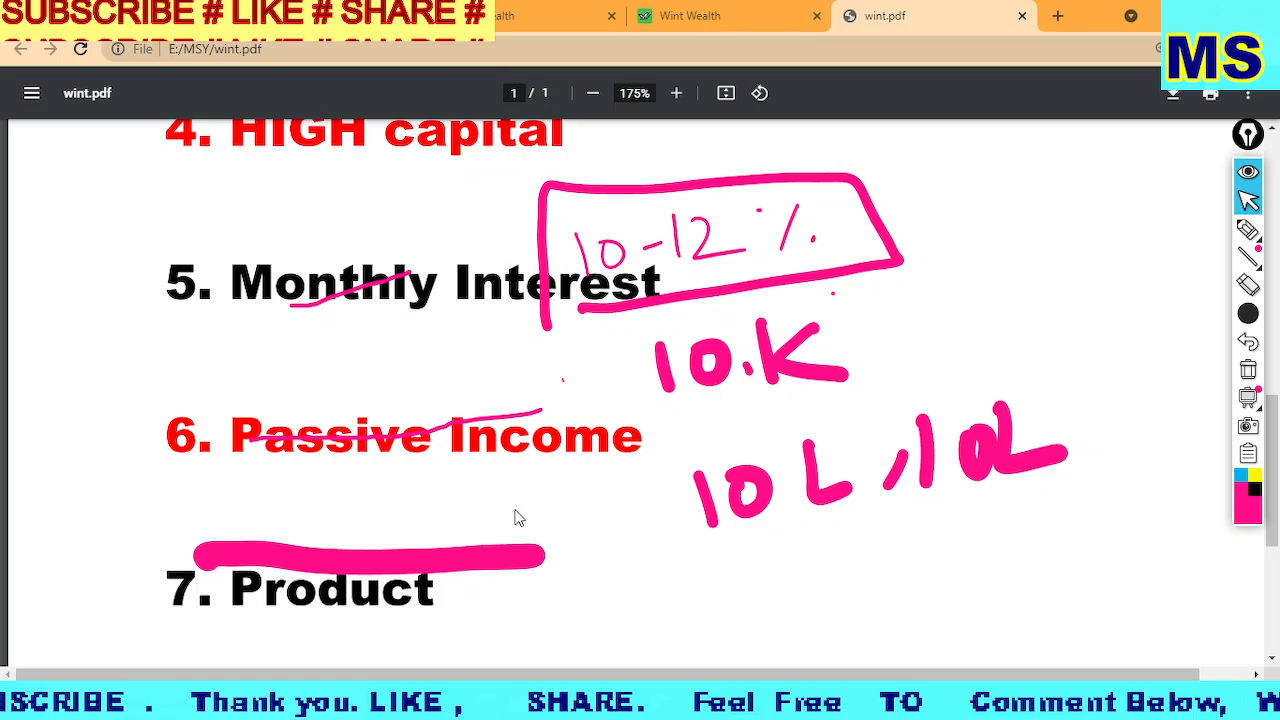 SUBSCRIBE # LIKE # SHARE #
ealth
Wint Wealth
wint.pdf
MS
File
E:/MSY/wint.pdf
wint.pdf
1 / 1
175%
4. HIGH capital
10-12 %.
5. Monthly Interest
10.K
6. Passive Income
10 L, 10L
7. Product
NSCRIBE . Thank you. LIKE , SHARE. Feel Free TO Comment Below,